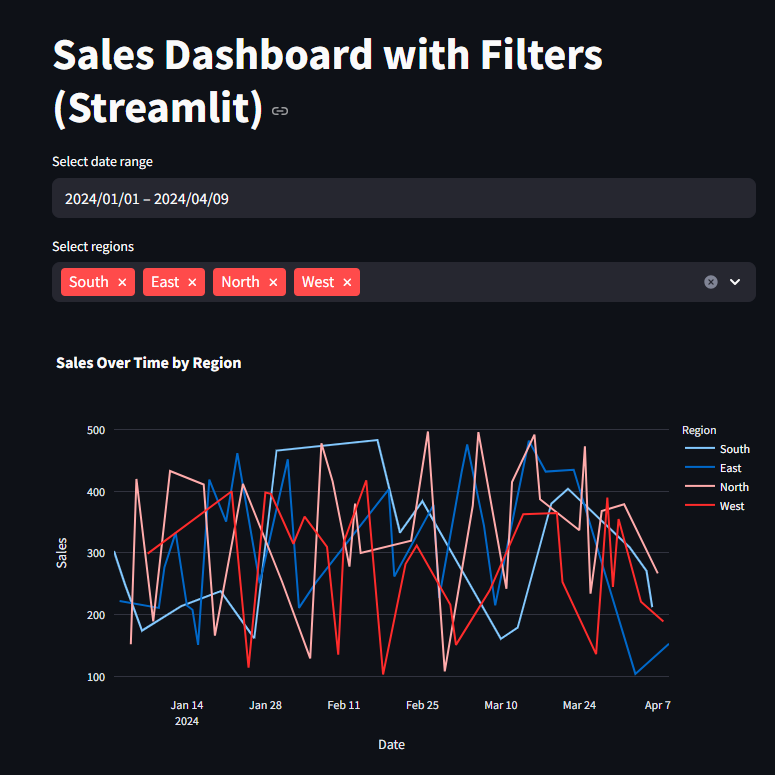 Sales Dashboard with Filters
(Streamlit)
Select date range
2024/01/01 – 2024/04/09
Select regions
South × East × North × West ×
Sales Over Time by Region
Region
South
East
North
West
500
400
300
200
100
Sales
Jan 14 Jan 28 Feb 11 Feb 25 Mar 10 Mar 24 Apr 7
2024
Date